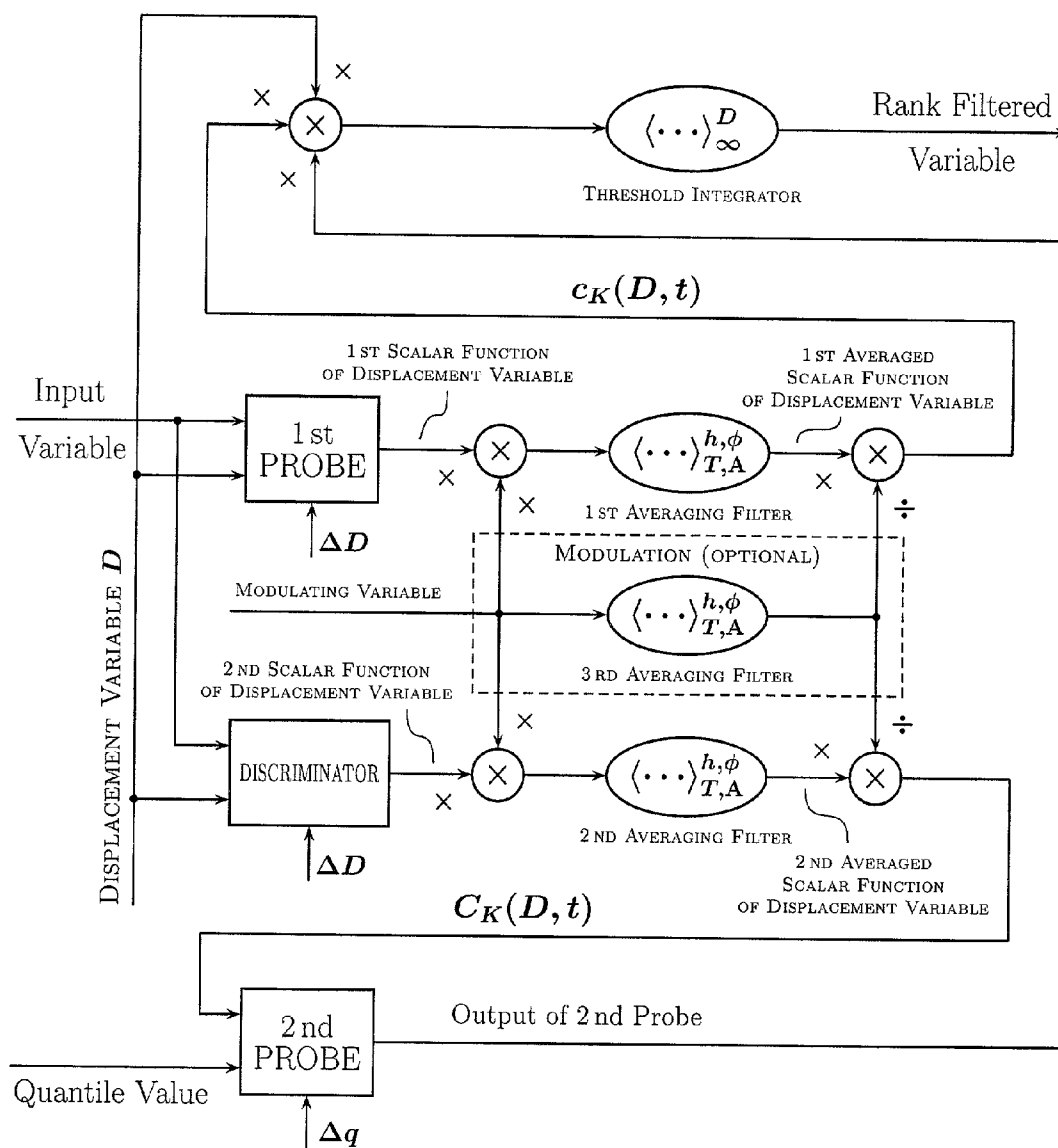 ×
×
×
×
⟨···⟩ D ∞
THRESHOLD INTEGRATOR
Rank Filtered
Variable
c_K(D, t)
1ST SCALAR FUNCTION
OF DISPLACEMENT VARIABLE
1ST AVERAGED
SCALAR FUNCTION
OF DISPLACEMENT VARIABLE
Input
Variable
1st
PROBE
ΔD
×
×
×
⟨···⟩ h,ϕ T,A
1ST AVERAGING FILTER
×
×
÷
MODULATION (OPTIONAL)
MODULATING VARIABLE
⟨···⟩ h,ϕ T,A
3RD AVERAGING FILTER
DISPLACEMENT VARIABLE D
2ND SCALAR FUNCTION
OF DISPLACEMENT VARIABLE
DISCRIMINATOR
ΔD
×
×
×
⟨···⟩ h,ϕ T,A
2ND AVERAGING FILTER
×
×
÷
2ND AVERAGED
SCALAR FUNCTION
OF DISPLACEMENT VARIABLE
C_K(D, t)
2nd
PROBE
Output of 2nd Probe
Quantile Value
Δq